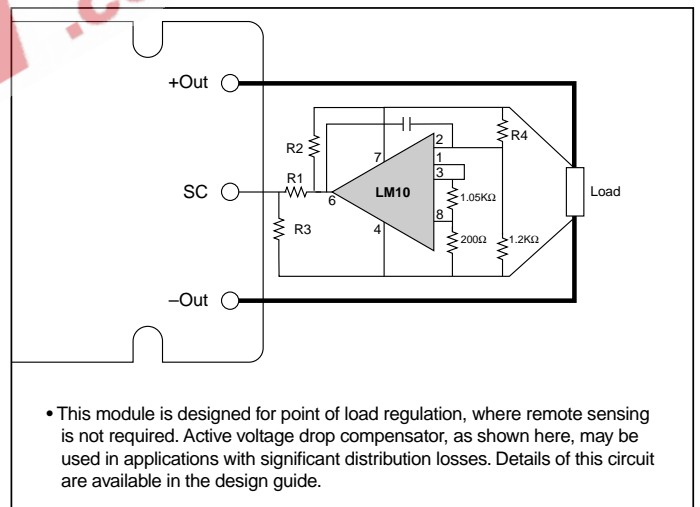 .co
+Out
R2
R4
2
7
1
R1
3
SC
LM10
Load
6
1.05KΩ
R3
8
4
200Ω
1.2KΩ
–Out
• This module is designed for point of load regulation, where remote sensing
is not required. Active voltage drop compensator, as shown here, may be
used in applications with significant distribution losses. Details of this circuit
are available in the design guide.